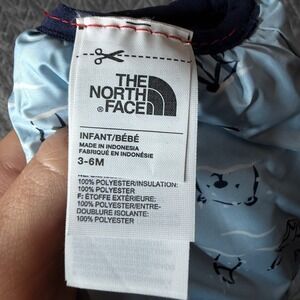 THE
NORTH
FACE
®
INFANT/BÉBÉ
MADE IN INDONESIA
FABRIQUÉ EN INDONÉSIE
3-6M
100% POLYESTER/INSULATION:
100% POLYESTER
F: ÉTOFFE EXTÉRIEURE:
100% POLYESTER/ENTRE-
DOUBLURE ISOLANTE:
100% POLYESTER